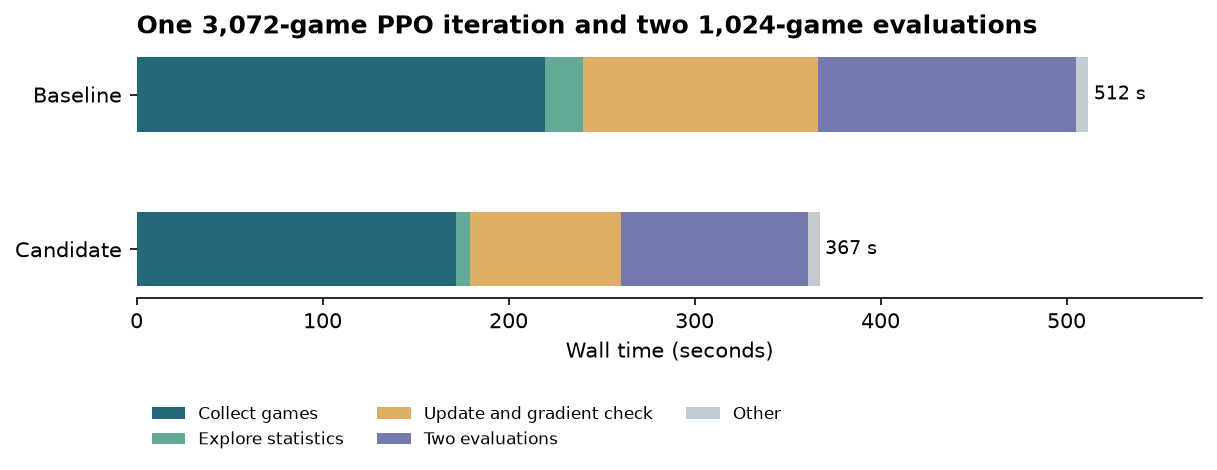 One 3,072-game PPO iteration and two 1,024-game evaluations
Baseline
512 s
Candidate
367 s
0 100 200 300 400 500
Wall time (seconds)
Collect games Update and gradient check Other
Explore statistics Two evaluations